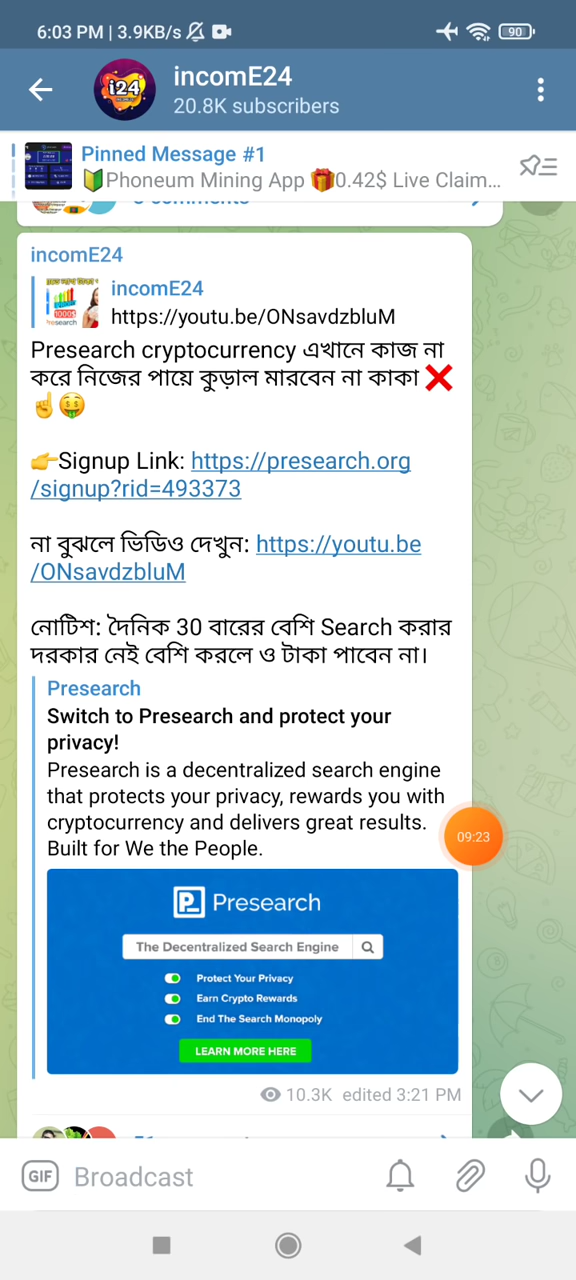 6:03 PM | 3.9KB/s
90
i24
incomE24
20.8K subscribers
Pinned Message #1
🔰Phoneum Mining App 🎁0.42$ Live Claim...
incomE24
incomE24
1000$
https://youtu.be/ONsavdzbluM
Presearch cryptocurrency এখানে কাজ না
করে নিজের পায়ে কুড়াল মারবেন না কাকা ❌
☝️🤑
👉Signup Link: https://presearch.org
/signup?rid=493373
না বুঝলে ভিডিও দেখুন: https://youtu.be
/ONsavdzbluM
নোটিশ: দৈনিক 30 বারের বেশি Search করার
দরকার নেই বেশি করলে ও টাকা পাবেন না।
Presearch
Switch to Presearch and protect your
privacy!
Presearch is a decentralized search engine
that protects your privacy, rewards you with
cryptocurrency and delivers great results.
Built for We the People.
09:23
Presearch
The Decentralized Search Engine
Protect Your Privacy
Earn Crypto Rewards
End The Search Monopoly
LEARN MORE HERE
10.3K edited 3:21 PM
GIF Broadcast